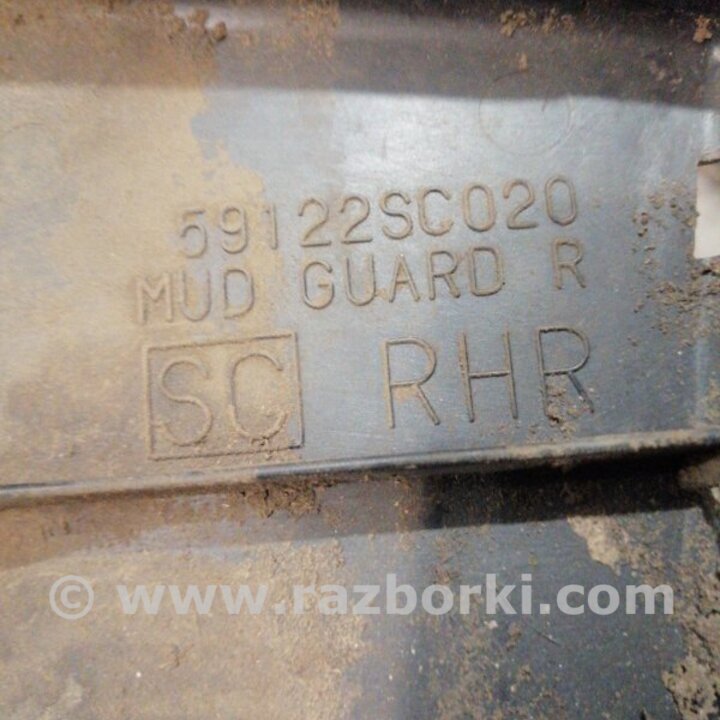 59122SC020
MUD GUARD R
SC RHR
© www.razborki.com